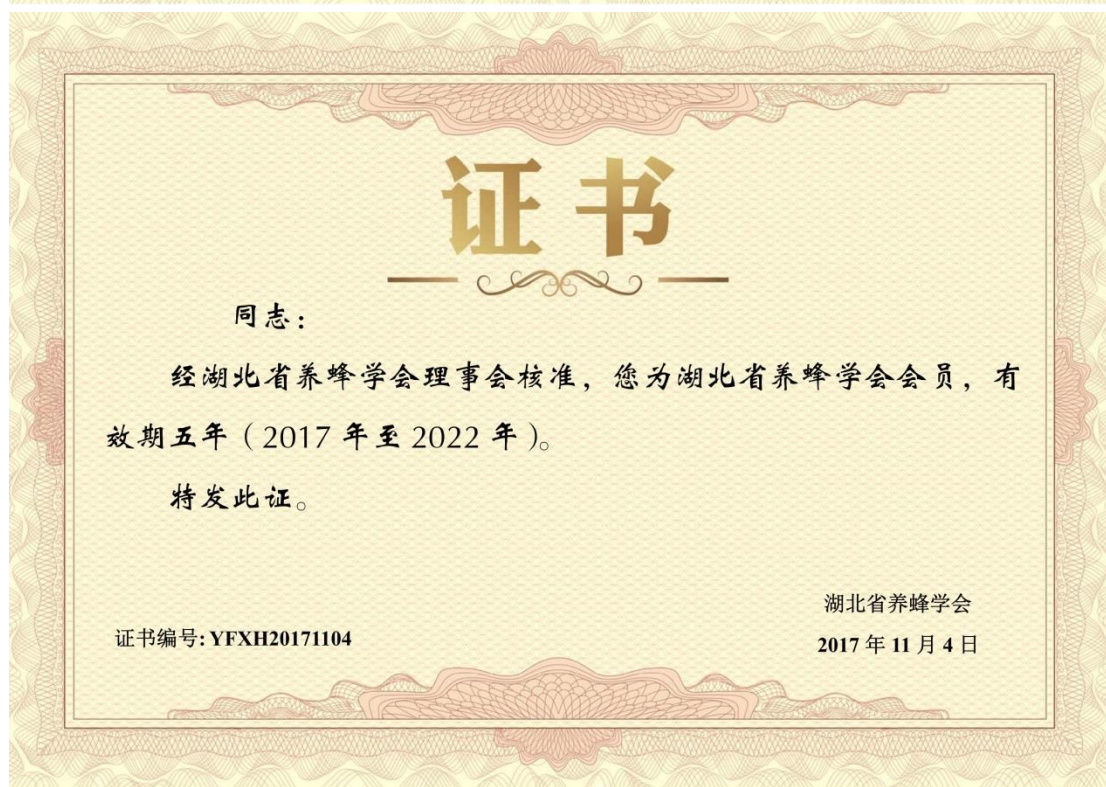 证书
同志：
经湖北省养蜂学会理事会核准，您为湖北省养蜂学会会员，有
效期五年（2017 年至 2022 年）。
特发此证。
湖北省养蜂学会
证书编号: YFXH20171104
2017 年 11 月 4 日